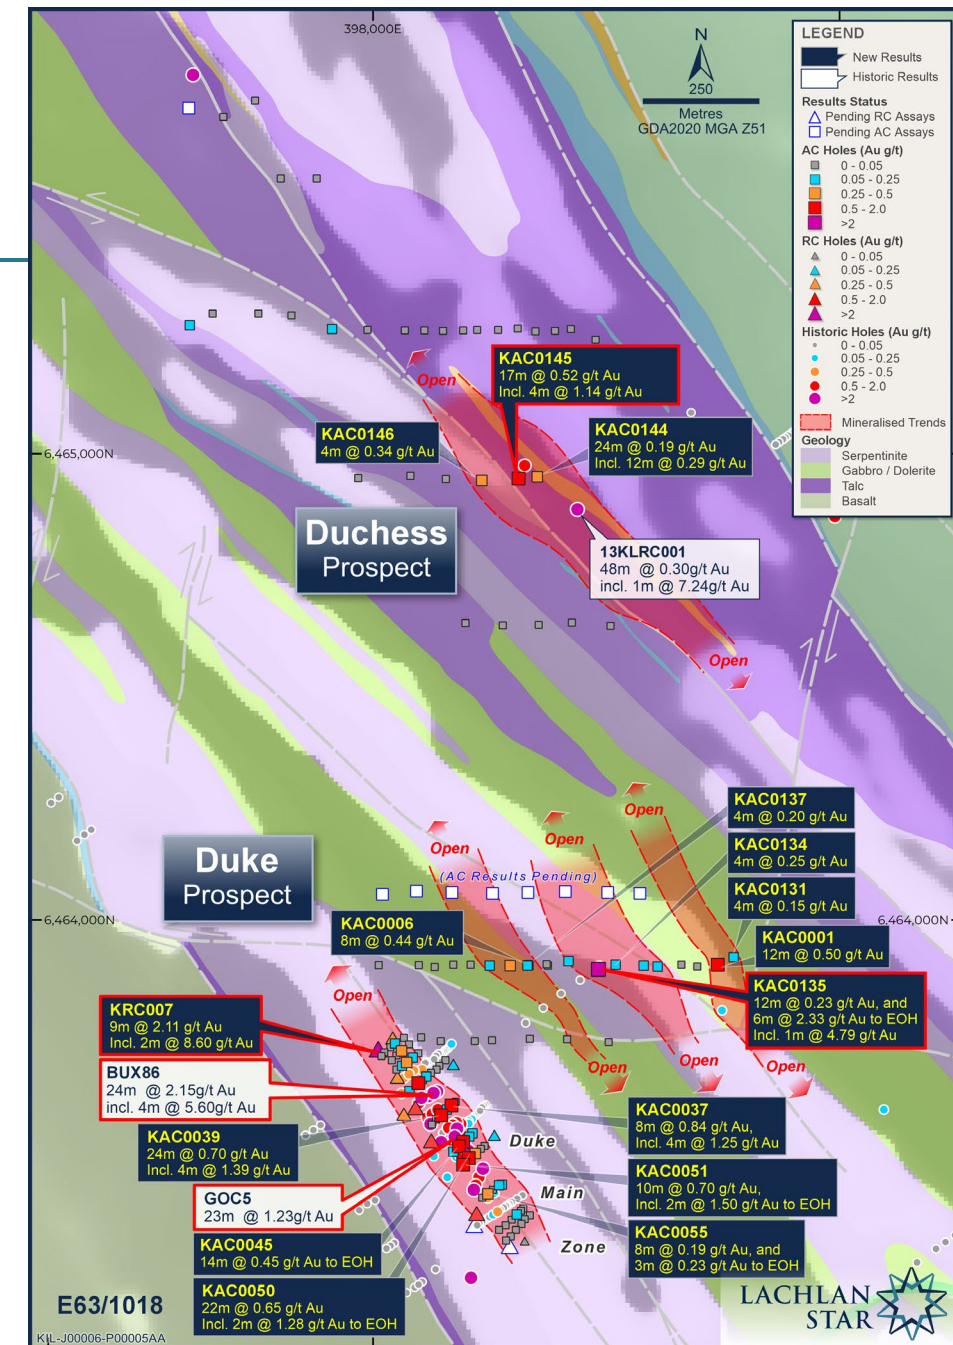 398,000E
N
250
Metres
GDA2020 MGA Z51
LEGEND
New Results
Historic Results
Results Status
Pending RC Assays
Pending AC Assays
AC Holes (Au g/t)
0 - 0.05
0.05 - 0.25
0.25 - 0.5
0.5 - 2.0
>2
RC Holes (Au g/t)
0 - 0.05
0.05 - 0.25
0.25 - 0.5
0.5 - 2.0
>2
Historic Holes (Au g/t)
0 - 0.05
0.05 - 0.25
0.25 - 0.5
0.5 - 2.0
>2
Mineralised Trends
Geology
Serpentinite
Gabbro / Dolerite
Talc
Basalt
Open
KAC0145
17m @ 0.52 g/t Au
Incl. 4m @ 1.14 g/t Au
KAC0146
4m @ 0.34 g/t Au
KAC0144
24m @ 0.19 g/t Au
Incl. 12m @ 0.29 g/t Au
6,465,000N
Duchess
Prospect
13KLRC001
48m @ 0.30g/t Au
incl. 1m @ 7.24g/t Au
Open
KAC0137
4m @ 0.20 g/t Au
Open
Open
Open
KAC0134
4m @ 0.25 g/t Au
Duke
Prospect
(AC Results Pending)
KAC0131
4m @ 0.15 g/t Au
6,464,000N
6,464,000N
KAC0006
8m @ 0.44 g/t Au
KAC0001
12m @ 0.50 g/t Au
KAC0135
12m @ 0.23 g/t Au, and
6m @ 2.33 g/t Au to EOH
Incl. 1m @ 4.79 g/t Au
Open
KRC007
9m @ 2.11 g/t Au
Incl. 2m @ 8.60 g/t Au
Open
Open
Open
BUX86
24m @ 2.15g/t Au
incl. 4m @ 5.60g/t Au
KAC0037
8m @ 0.84 g/t Au,
Incl. 4m @ 1.25 g/t Au
KAC0039
24m @ 0.70 g/t Au
Incl. 4m @ 1.39 g/t Au
Duke
Main
Zone
KAC0051
10m @ 0.70 g/t Au,
Incl. 2m @ 1.50 g/t Au to EOH
GOC5
23m @ 1.23g/t Au
KAC0055
8m @ 0.19 g/t Au, and
3m @ 0.23 g/t Au to EOH
KAC0045
14m @ 0.45 g/t Au to EOH
KAC0050
22m @ 0.65 g/t Au
Incl. 2m @ 1.28 g/t Au to EOH
E63/1018
KIL-J00006-P00005AA
LACHLAN
STAR